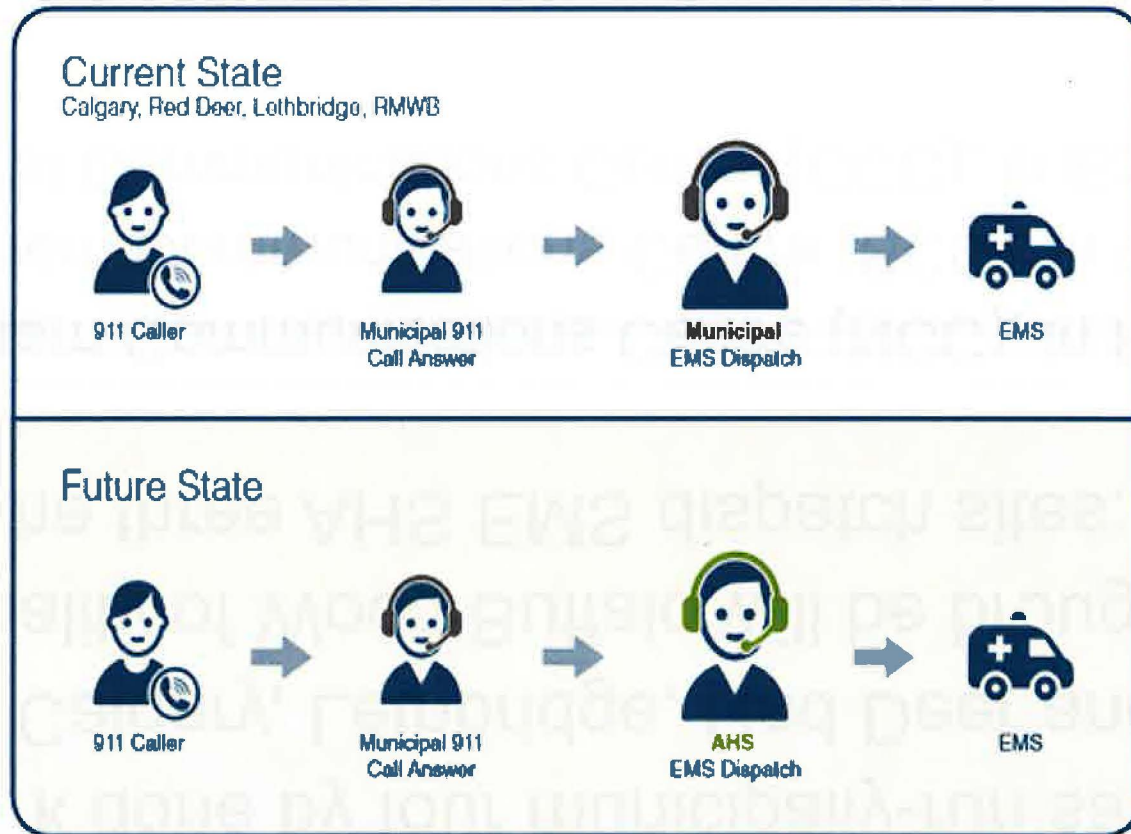 Current State
Calgary, Red Deer, Lethbridge, RMWB
911 Caller
Municipal 911
Call Answer
Municipal
EMS Dispatch
EMS
Future State
911 Caller
Municipal 911
Call Answer
AHS
EMS Dispatch
EMS